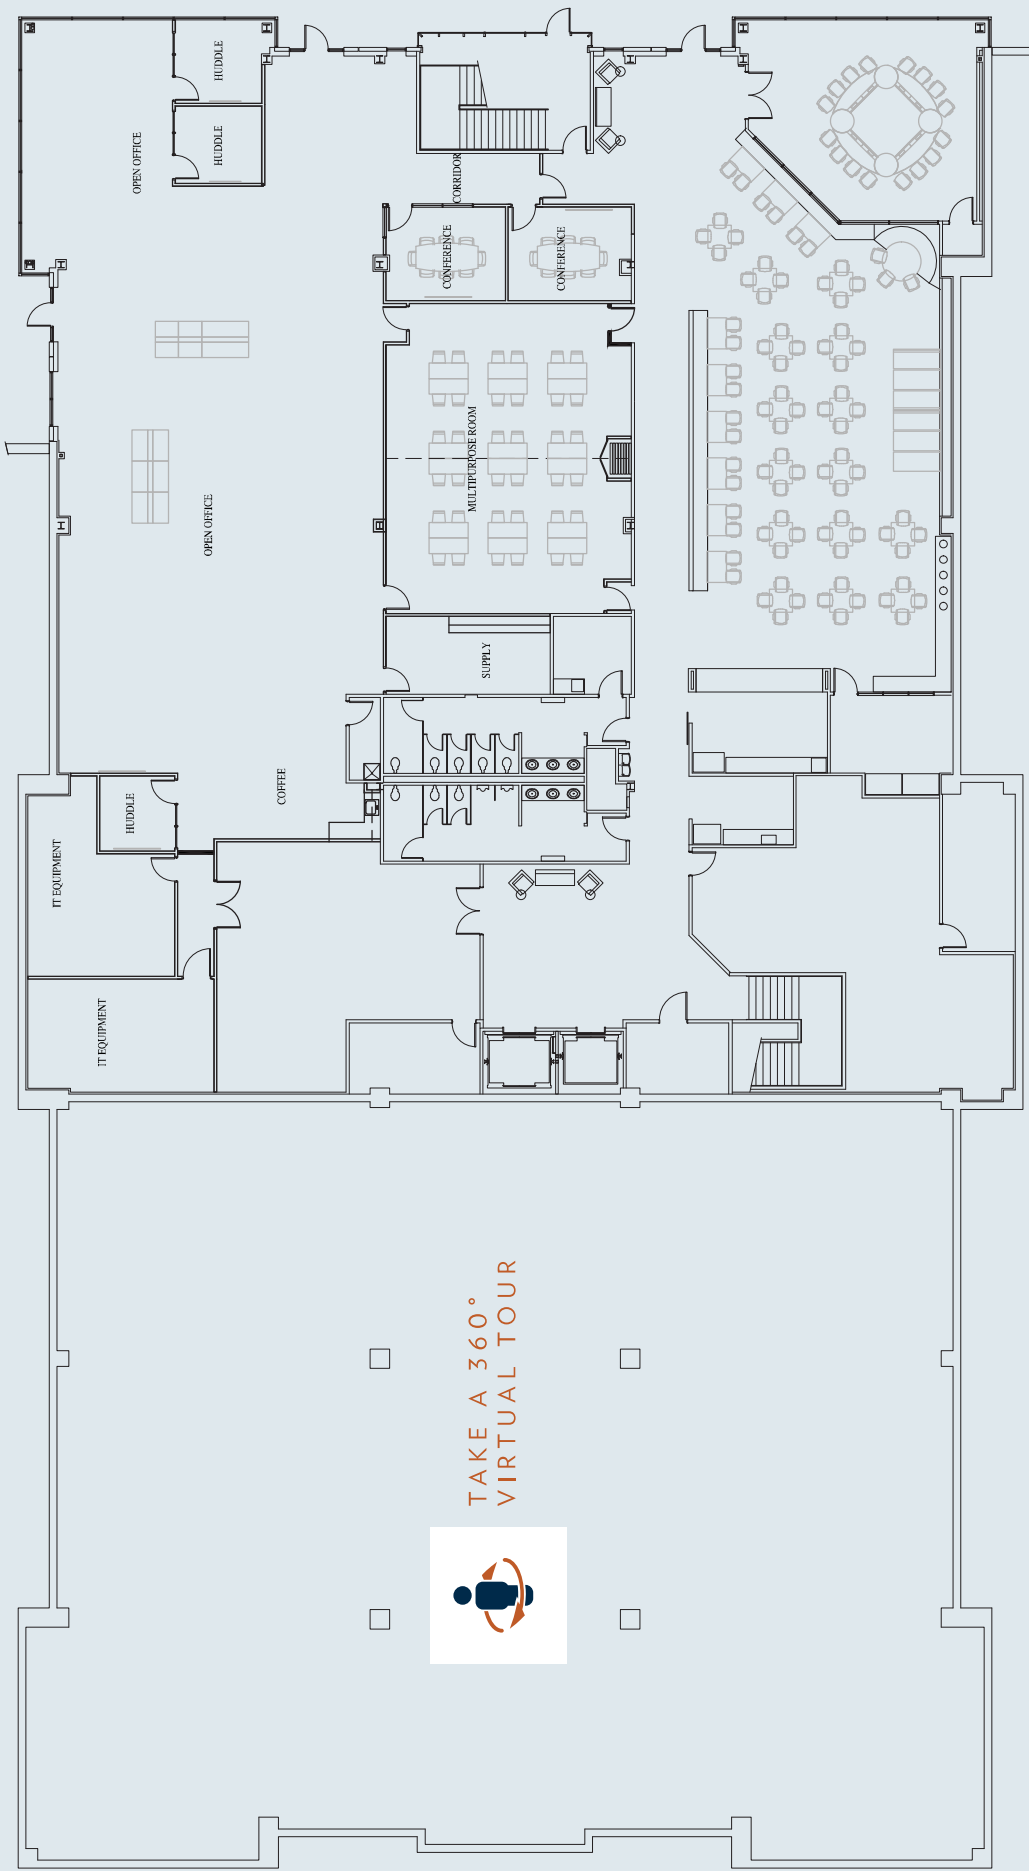 HUDDLE
HUDDLE
OPEN OFFICE
CORRIDOR
CONFERENCE
CONFERENCE
MULTIPURPOSE ROOM
OPEN OFFICE
SUPPLY
COFFEE
HUDDLE
IT EQUIPMENT
IT EQUIPMENT
TAKE A 360°
VIRTUAL TOUR